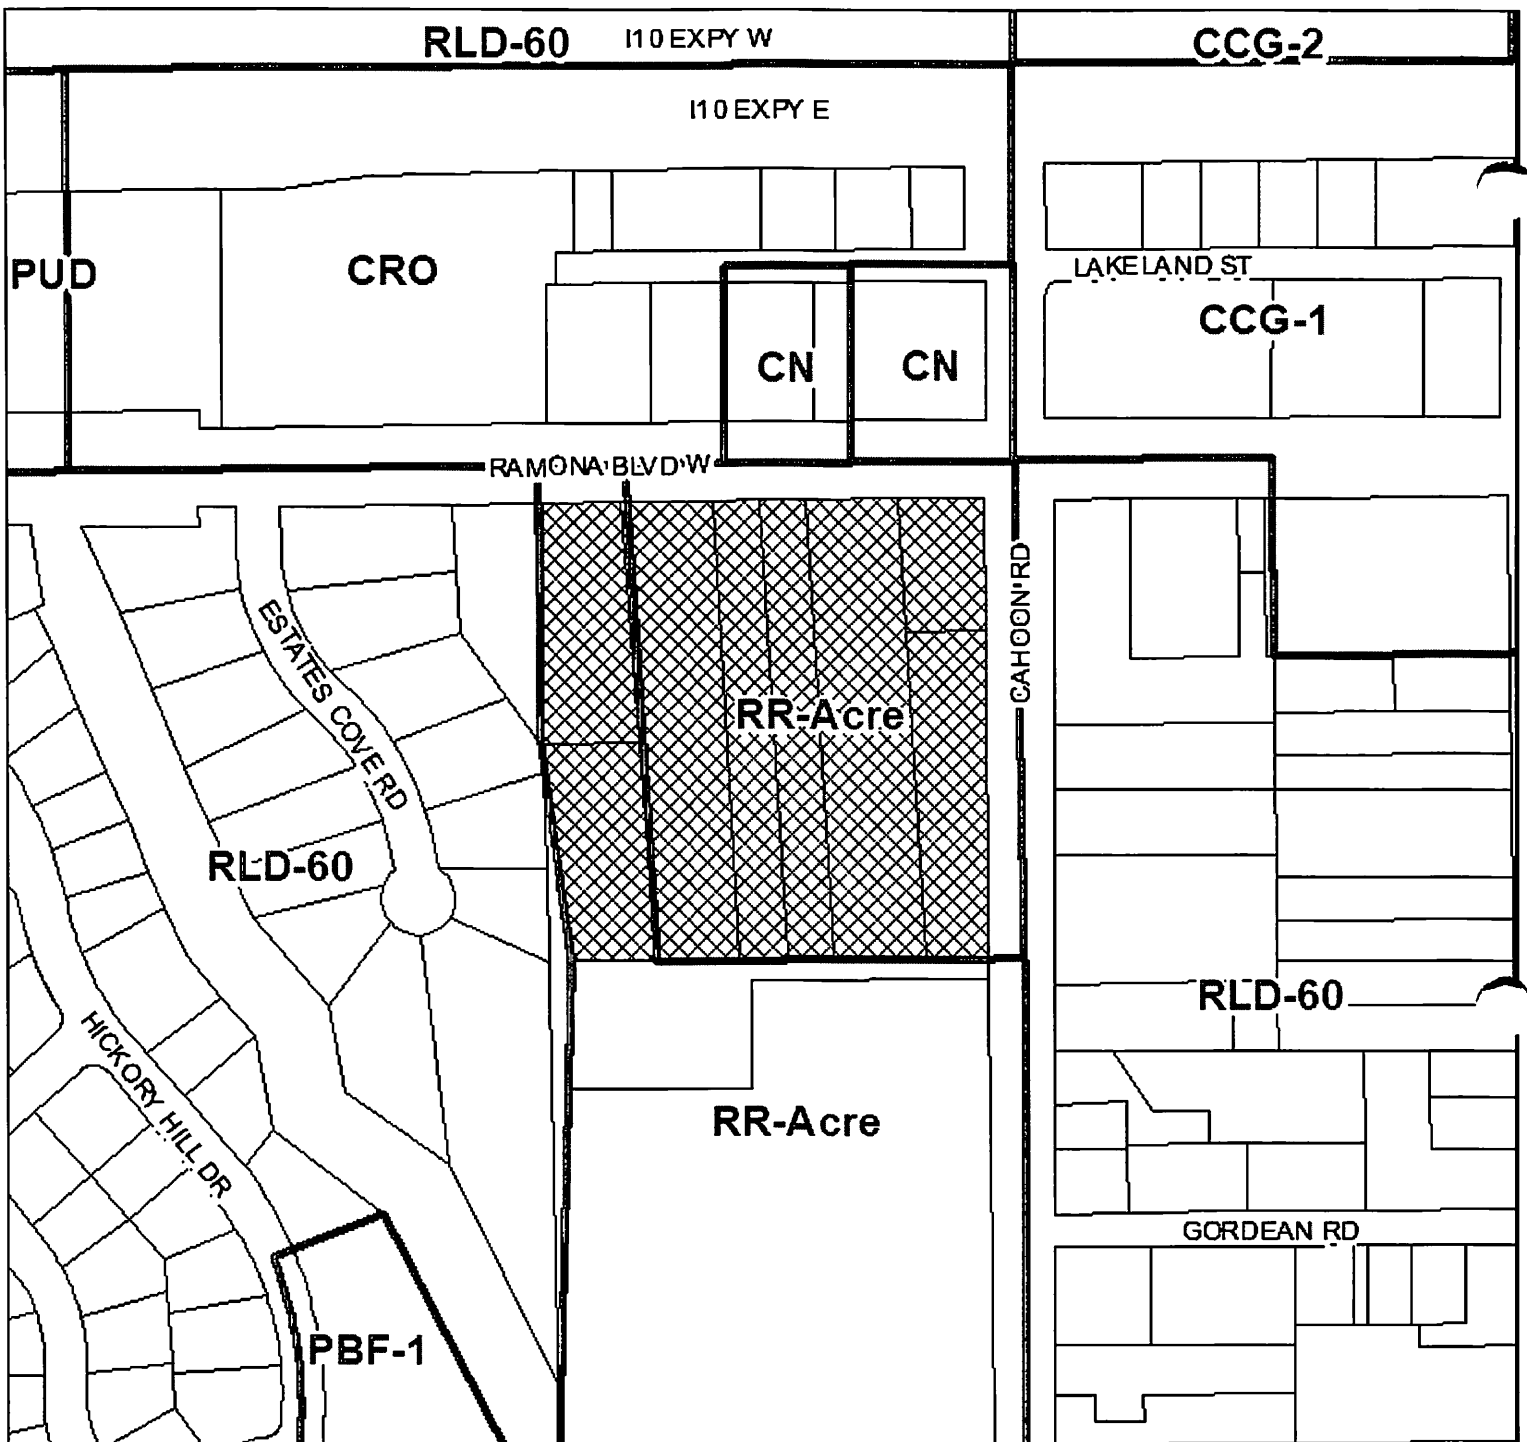 RLD-60
I10 EXPY W
CCG-2
I10 EXPY E
PUD
CRO
LAKELAND ST
CCG-1
CN
CN
RAMONA BLVD W
CAHOON RD
ESTATES COVE RD
RR-Acre
RLD-60
RLD-60
HICKORY HILL DR
RR-Acre
GORDEAN RD
PBF-1